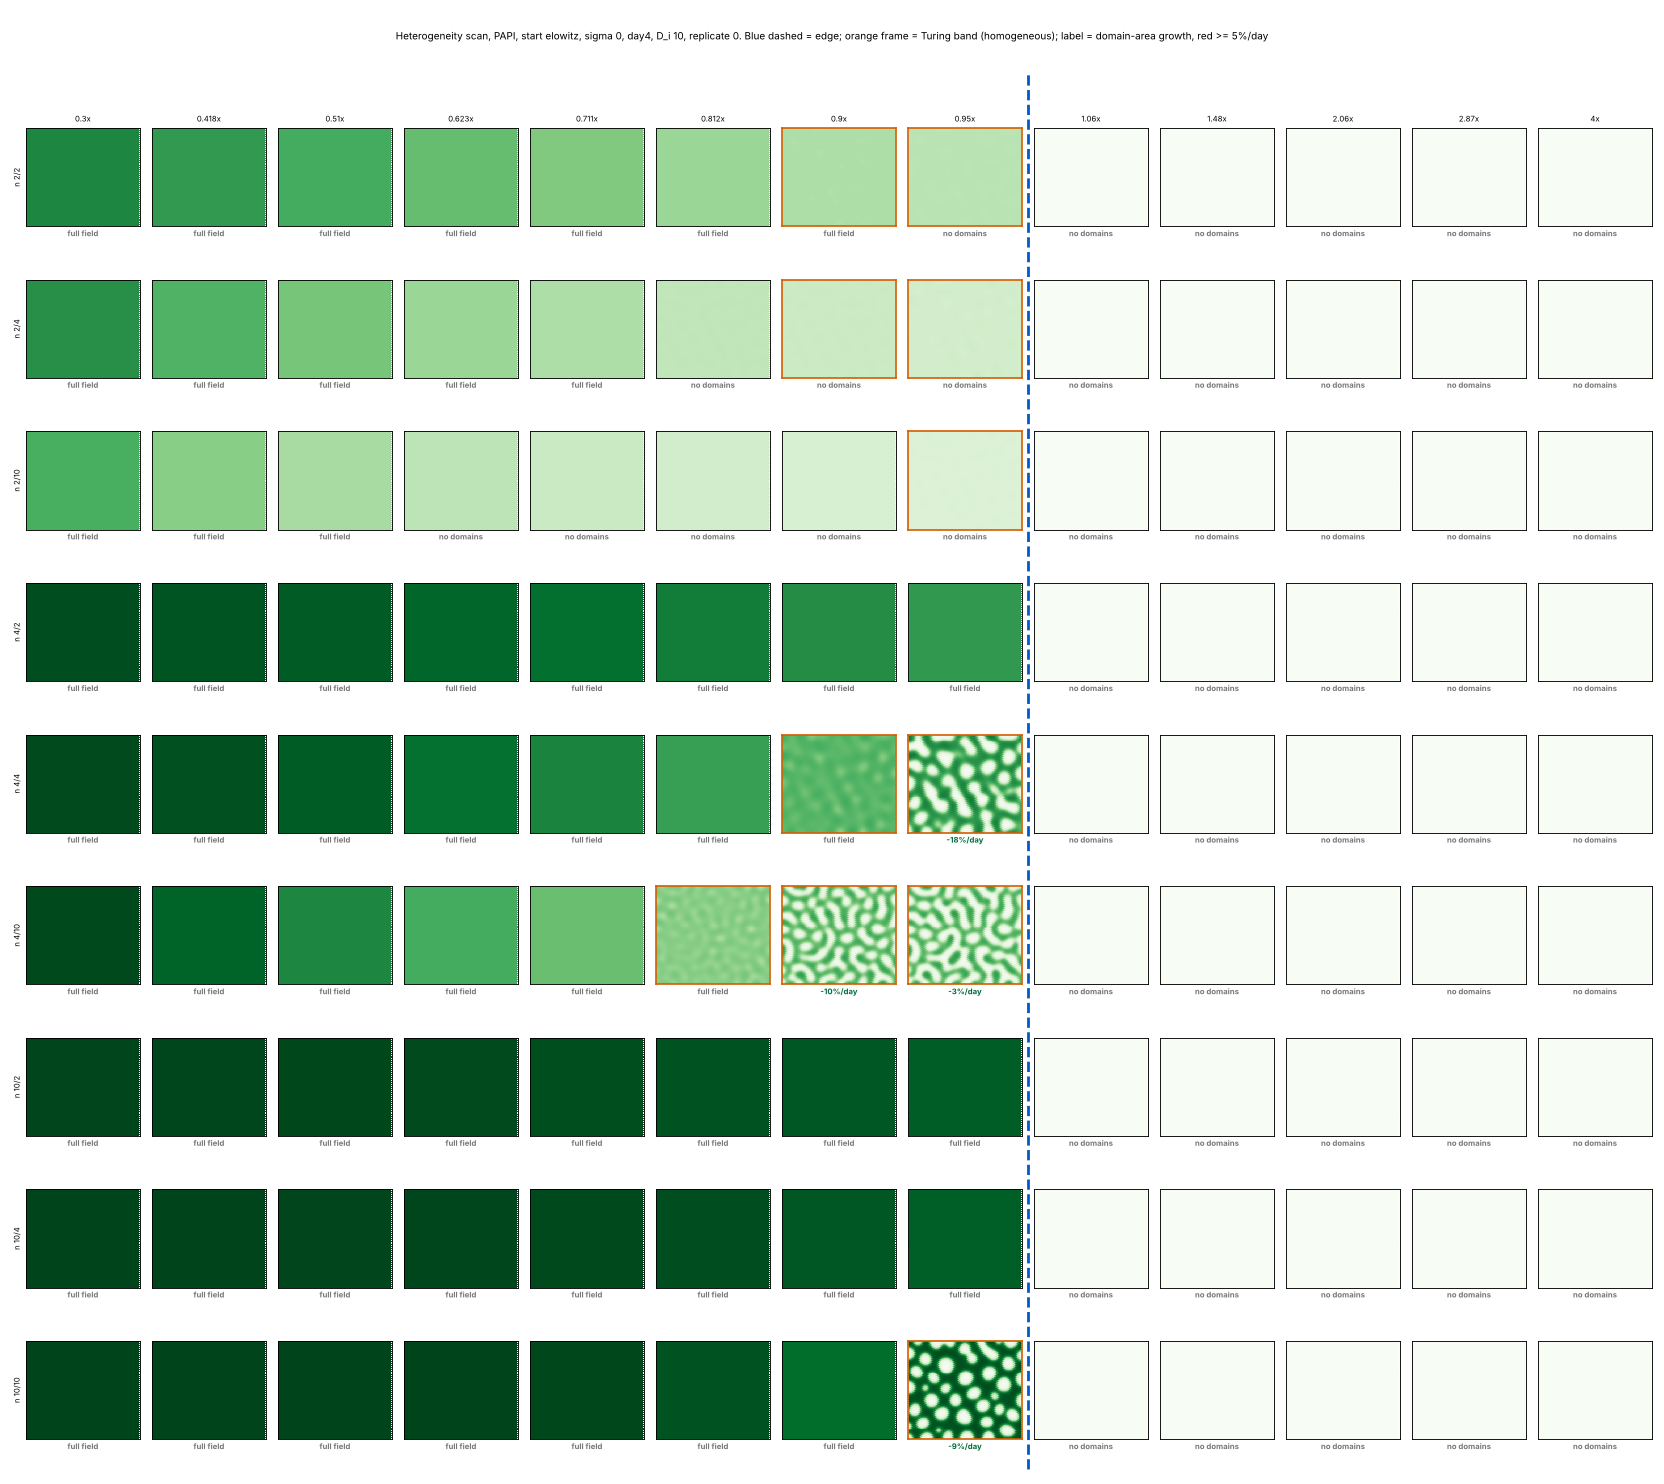 Heterogeneity scan, PAPI, start elowitz, sigma 0, day4, D_i 10, replicate 0. Blue dashed = edge; orange frame = Turing band (homogeneous); label = domain-area growth, red >= 5%/day
0.3x 0.418x 0.51x 0.623x 0.711x 0.812x 0.9x 0.95x 1.06x 1.48x 2.06x 2.87x 4x
n 2/2
full field full field full field full field full field full field full field no domains no domains no domains no domains no domains no domains
n 2/4
full field full field full field full field full field no domains no domains no domains no domains no domains no domains no domains no domains
n 2/10
full field full field full field no domains no domains no domains no domains no domains no domains no domains no domains no domains no domains
n 4/2
full field full field full field full field full field full field full field full field no domains no domains no domains no domains no domains
n 4/4
full field full field full field full field full field full field full field -18%/day no domains no domains no domains no domains no domains
n 4/10
full field full field full field full field full field full field -10%/day -3%/day no domains no domains no domains no domains no domains
n 10/2
full field full field full field full field full field full field full field full field no domains no domains no domains no domains no domains
n 10/4
full field full field full field full field full field full field full field full field no domains no domains no domains no domains no domains
n 10/10
full field full field full field full field full field full field full field -9%/day no domains no domains no domains no domains no domains